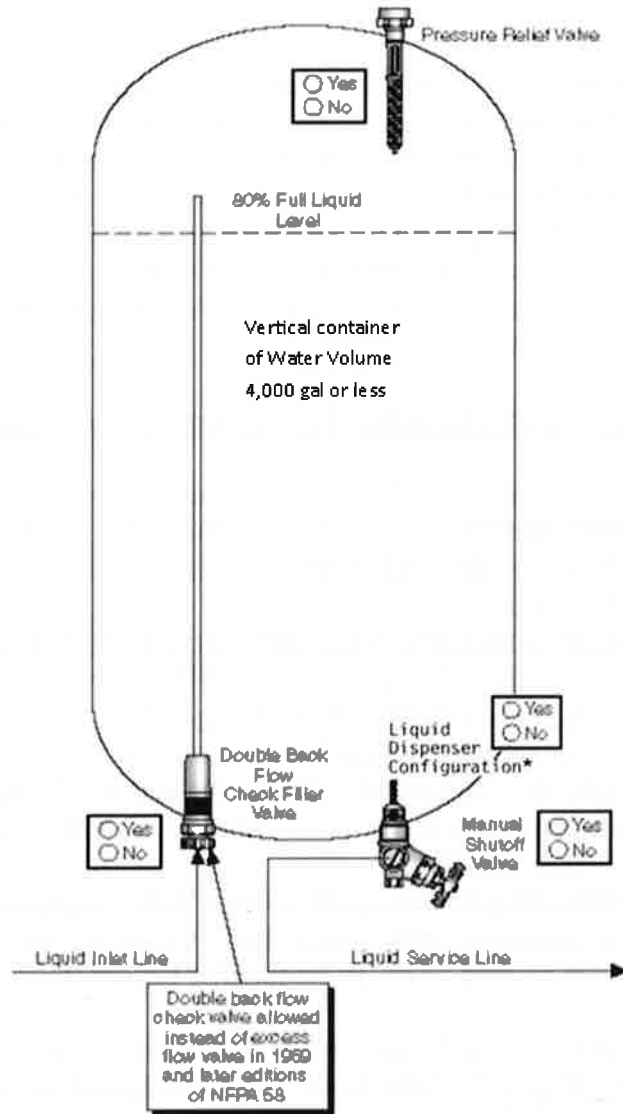 Pressure Relief Valve
Yes
No
80% Full Liquid
Level
Vertical container
of Water Volume
4,000 gal or less
Yes
No
Liquid
Dispenser
Configuration*
Double Back
Flow
Check Filler
Valve
Manual
Shutoff
Valve
Yes
No
Yes
No
Liquid Inlet Line
Liquid Service Line
Double back flow
check valve allowed
instead of excess
flow valve in 1969
and later editions
of NFPA 58